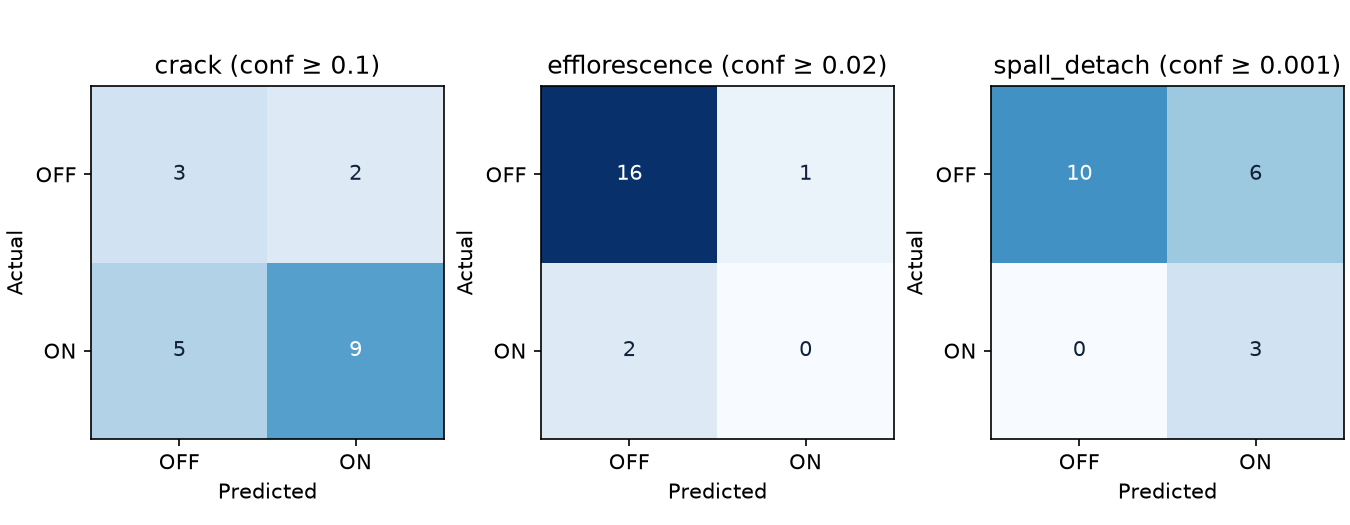 crack (conf ≥ 0.1)
Actual
OFF
ON
3
2
5
9
OFF
ON
Predicted
efflorescence (conf ≥ 0.02)
Actual
OFF
ON
16
1
2
0
OFF
ON
Predicted
spall_detach (conf ≥ 0.001)
Actual
OFF
ON
10
6
0
3
OFF
ON
Predicted